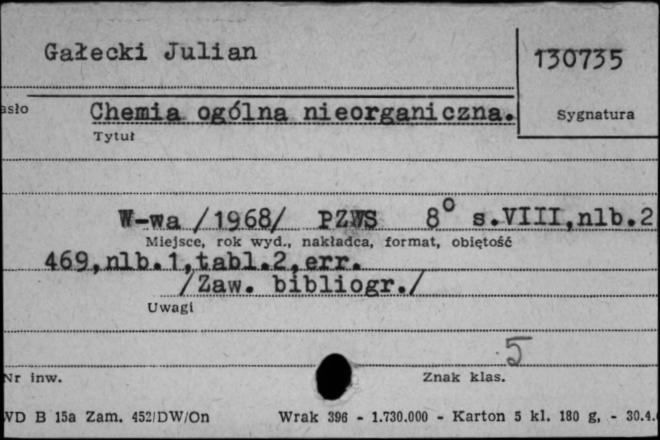 Gałecki Julian
130735
asło
Chemia ogólna nieorganiczna.
Sygnatura
Tytuł
W-wa /1968/ PZWS 8° s.VIII,nlb.2
Miejsce, rok wyd., nakładca, format, objętość
469,nlb.1,tabl.2,err.
/Zaw. bibliogr./
Uwagi
5
Nr inw.
Znak klas.
WD B 15a Zam. 452/DW/On Wrak 396 - 1.730.000 - Karton 5 kl. 180 g, - 30.4.